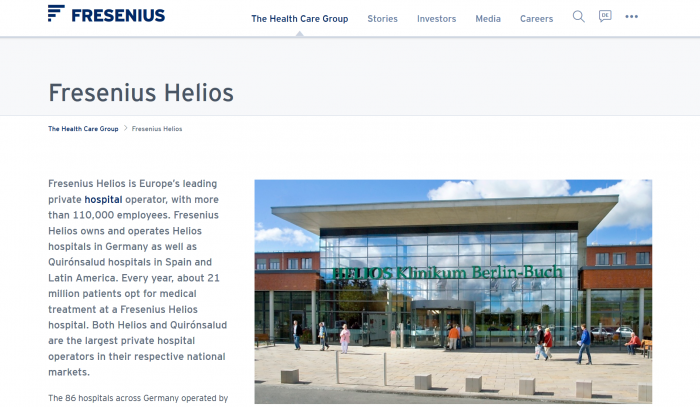 FRESENIUS
The Health Care Group
Stories
Investors
Media
Careers
DE
Fresenius Helios
The Health Care Group > Fresenius Helios
Fresenius Helios is Europe's leading
private hospital operator, with more
than 110,000 employees. Fresenius
Helios owns and operates Helios
hospitals in Germany as well as
Quirónsalud hospitals in Spain and
Latin America. Every year, about 21
million patients opt for medical
treatment at a Fresenius Helios
hospital. Both Helios and Quirónsalud
are the largest private hospital
operators in their respective national
markets.
The 86 hospitals across Germany operated by
HELIOS Klinikum Berlin-Buch